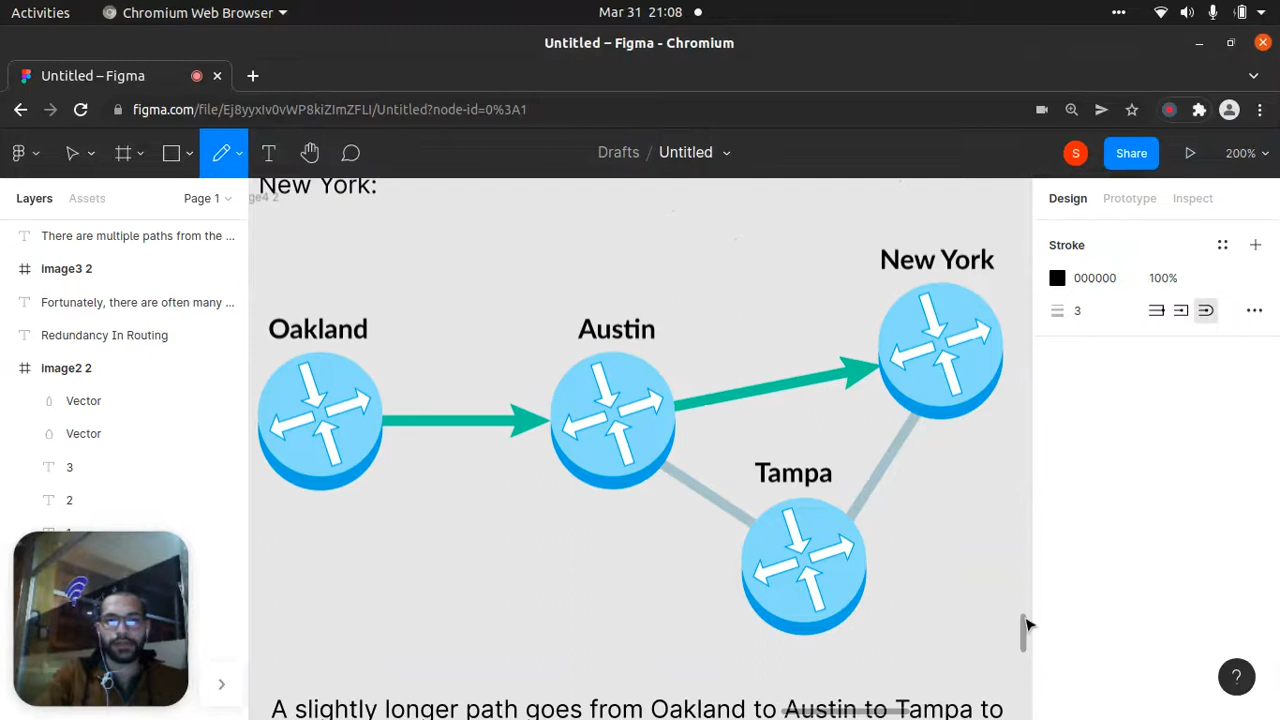 Activities
Chromium Web Browser
Mar 31 21:08
Untitled – Figma - Chromium
Untitled – Figma
figma.com/file/Ej8yyxIv0vWP8kiZImZFLI/Untitled?node-id=0%3A1
Drafts / Untitled
S
Share
200%
Layers
Assets
Page 1
There are multiple paths from the ...
image3 2
Fortunately, there are often many ...
Redundancy In Routing
image2 2
Vector
Vector
3
2
New York:
New York
Oakland
Austin
Tampa
A slightly longer path goes from Oakland to Austin to Tampa to
Design
Prototype
Inspect
Stroke
000000
100%
3
?